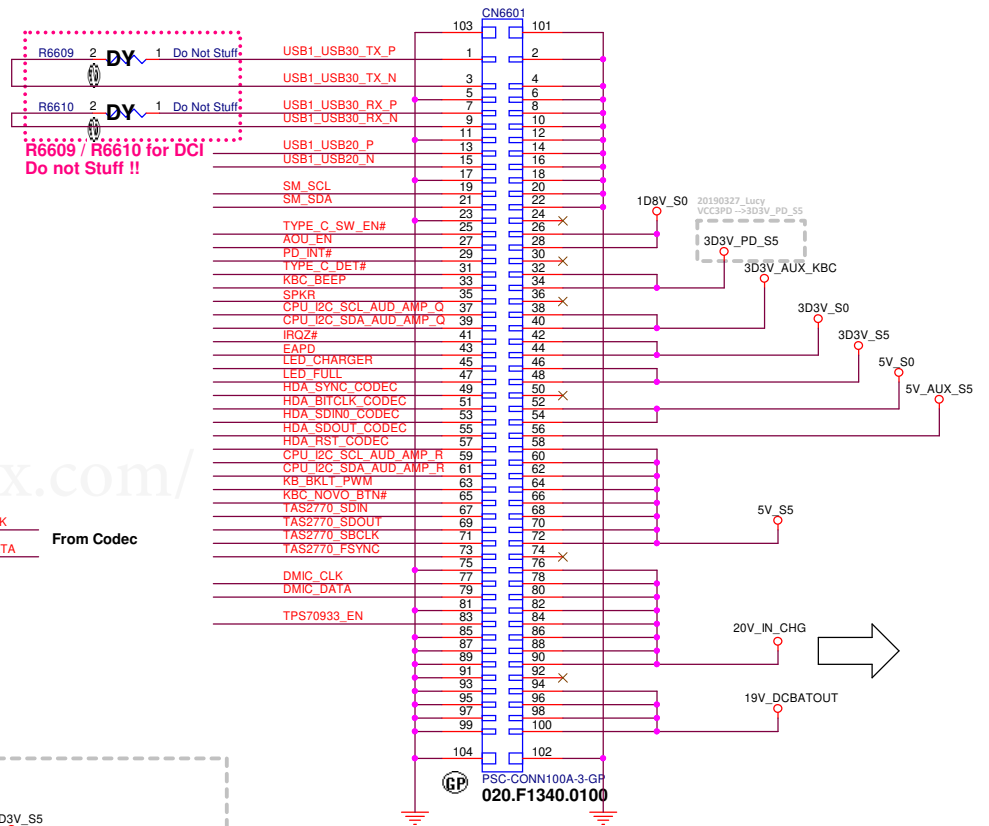 CN6601
103 101
R6609 2 DY 1 Do Not Stuff USB1_USB30_TX_P 1 2
USB1_USB30_TX_N 3 4
5 6
R6610 2 DY 1 Do Not Stuff USB1_USB30_RX_P 7 8
USB1_USB30_RX_N 9 10
11 12
R6609 / R6610 for DCI
Do not Stuff !!
USB1_USB20_P 13 14
USB1_USB20_N 15 16
17 18
SM_SCL 19 20
SM_SDA 21 22
23 24
TYPE_C_SW_EN# 25 26
AOU_EN 27 28
PD_INT# 29 30
TYPE_C_DET# 31 32
KBC_BEEP 33 34
SPKR 35 36
CPU_I2C_SCL_AUD_AMP_Q 37 38
CPU_I2C_SDA_AUD_AMP_Q 39 40
IRQZ# 41 42
EAPD 43 44
LED_CHARGER 45 46
LED_FULL 47 48
HDA_SYNC_CODEC 49 50
HDA_BITCLK_CODEC 51 52
HDA_SDIN0_CODEC 53 54
HDA_SDOUT_CODEC 55 56
HDA_RST_CODEC 57 58
CPU_I2C_SCL_AUD_AMP_R 59 60
CPU_I2C_SDA_AUD_AMP_R 61 62
KB_BKLT_PWM 63 64
KBC_NOVO_BTN# 65 66
TAS2770_SDIN 67 68
TAS2770_SDOUT 69 70
TAS2770_SBCLK 71 72
TAS2770_FSYNC 73 74
75 76
DMIC_CLK 77 78
DMIC_DATA 79 80
81 82
TPS70933_EN 83 84
85 86
87 88
89 90
91 92
93 94
95 96
97 98
99 100
104 102
GP PSC-CONN100A-3-GP
020.F1340.0100
1D8V_S0
20190327_Lucy
VCC3PD -->3D3V_PD_S5
3D3V_PD_S5
3D3V_AUX_KBC
3D3V_S0
3D3V_S5
5V_S0
5V_AUX_S5
5V_S5
20V_IN_CHG
19V_DCBATOUT
x.com/
K
TA
From Codec
D3V_S5